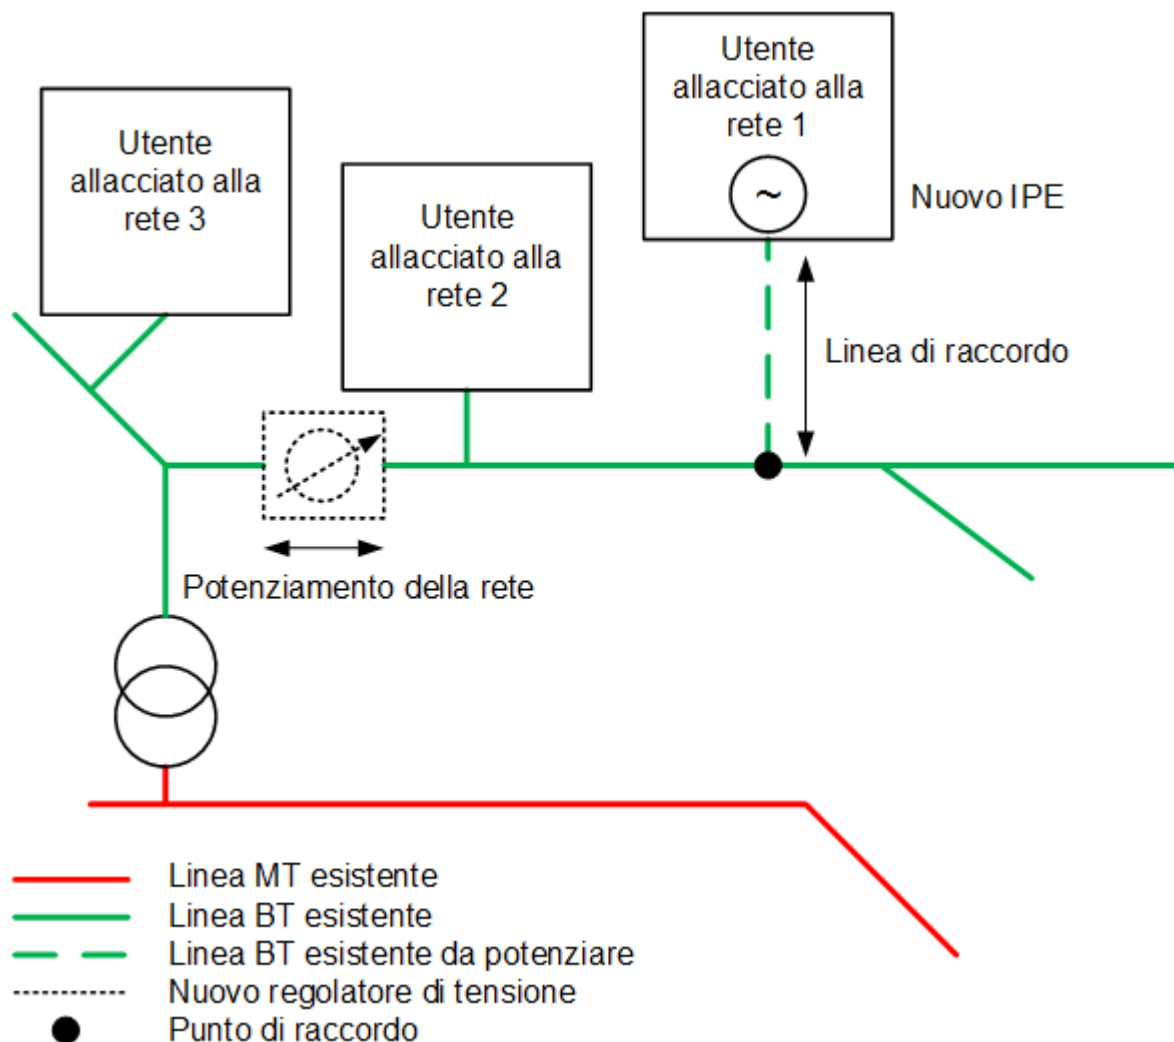 Utente
allacciato alla
rete 1
Utente
allacciato alla
rete 3
Utente
allacciato alla
rete 2
~
Nuovo IPE
Linea di raccordo
Potenziamento della rete
Linea MT esistente
Linea BT esistente
Linea BT esistente da potenziare
Nuovo regolatore di tensione
Punto di raccordo